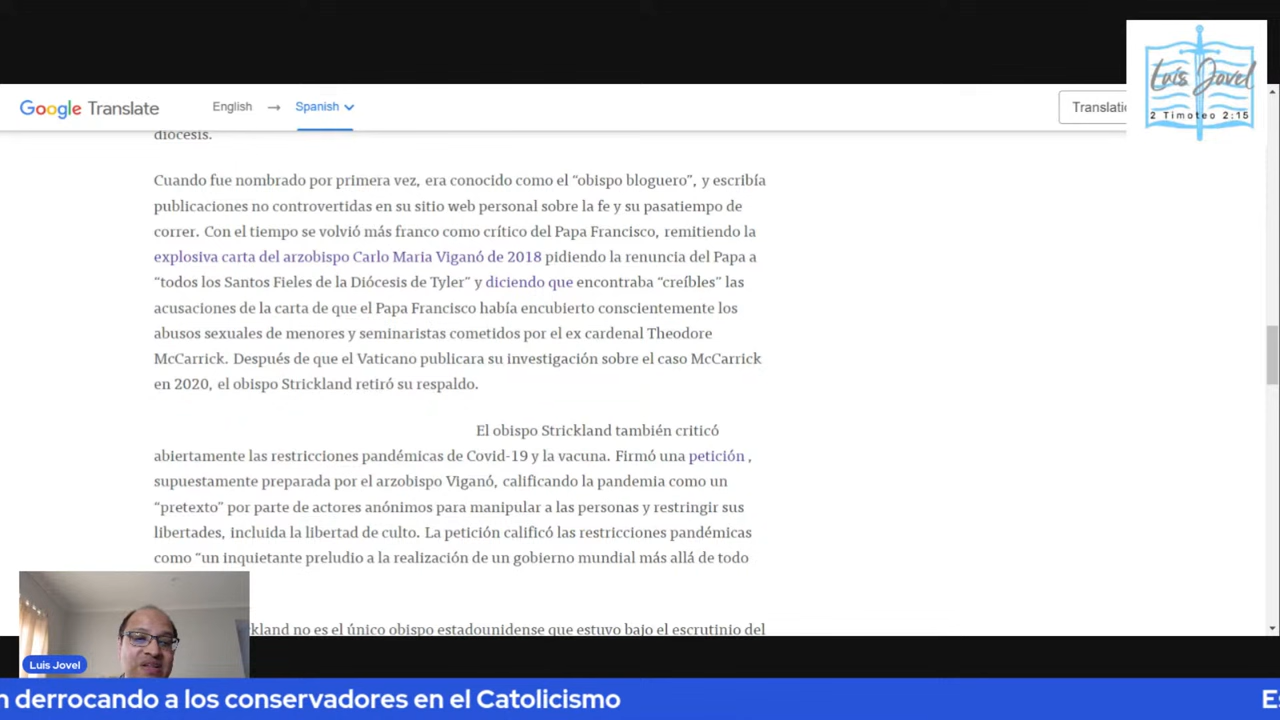 Luis Jovel
2 Timoteo 2:15
Google Translate
English → Spanish
Translatio
diócesis.
Cuando fue nombrado por primera vez, era conocido como el “obispo bloguero”, y escribía
publicaciones no controvertidas en su sitio web personal sobre la fe y su pasatiempo de
correr. Con el tiempo se volvió más franco como crítico del Papa Francisco, remitiendo la
explosiva carta del arzobispo Carlo Maria Viganó de 2018 pidiendo la renuncia del Papa a
“todos los Santos Fieles de la Diócesis de Tyler” y diciendo que encontraba “creíbles” las
acusaciones de la carta de que el Papa Francisco había encubierto conscientemente los
abusos sexuales de menores y seminaristas cometidos por el ex cardenal Theodore
McCarrick. Después de que el Vaticano publicara su investigación sobre el caso McCarrick
en 2020, el obispo Strickland retiró su respaldo.
El obispo Strickland también criticó
abiertamente las restricciones pandémicas de Covid-19 y la vacuna. Firmó una petición ,
supuestamente preparada por el arzobispo Viganó, calificando la pandemia como un
“pretexto” por parte de actores anónimos para manipular a las personas y restringir sus
libertades, incluida la libertad de culto. La petición calificó las restricciones pandémicas
como “un inquietante preludio a la realización de un gobierno mundial más allá de todo
kland no es el único obispo estadounidense que estuvo bajo el escrutinio del
Luis Jovel
n derrocando a los conservadores en el Catolicismo
Es